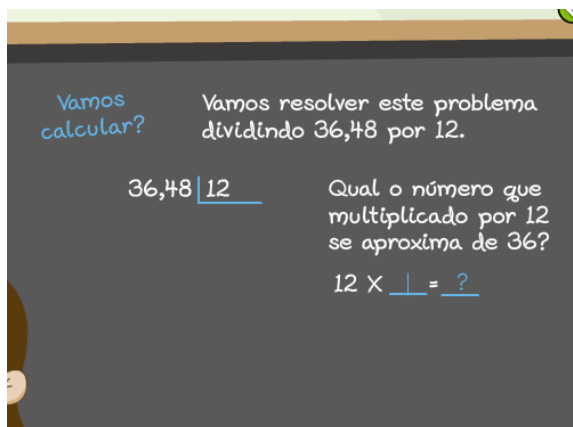 Vamos
calcular?
Vamos resolver este problema
dividindo 36,48 por 12.
36,48 12
Qual o número que
multiplicado por 12
se aproxima de 36?
12 X __ = ?